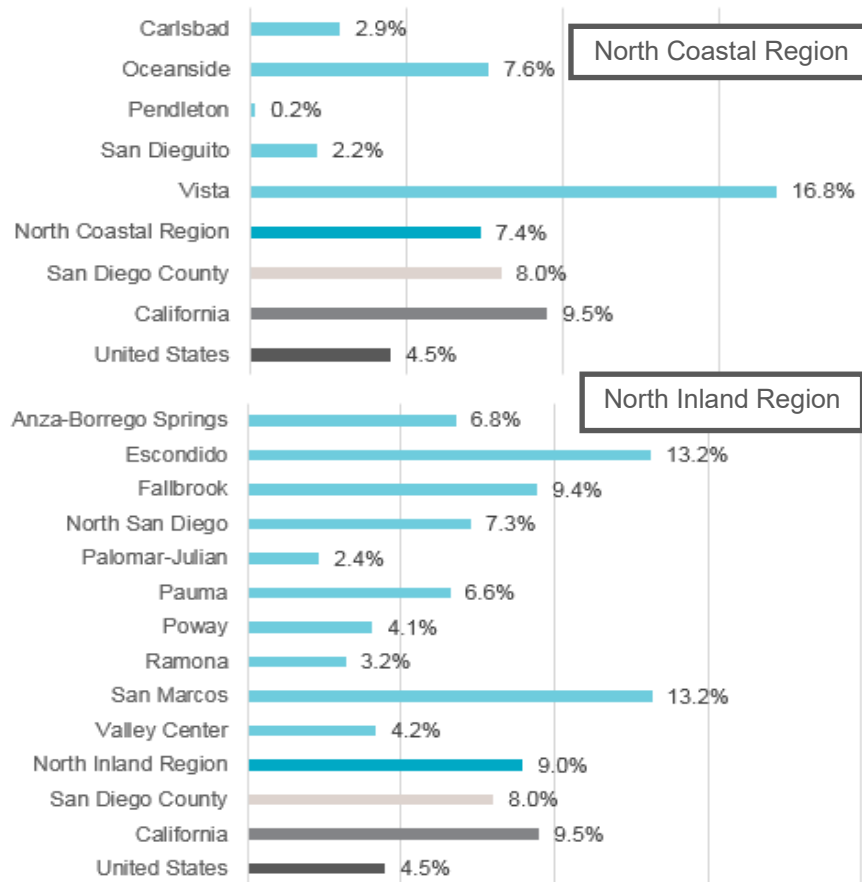 North Coastal Region
Carlsbad 2.9%
Oceanside 7.6%
Pendleton 0.2%
San Dieguito 2.2%
Vista 16.8%
North Coastal Region 7.4%
San Diego County 8.0%
California 9.5%
United States 4.5%
North Inland Region
Anza-Borrego Springs 6.8%
Escondido 13.2%
Fallbrook 9.4%
North San Diego 7.3%
Palomar-Julian 2.4%
Pauma 6.6%
Poway 4.1%
Ramona 3.2%
San Marcos 13.2%
Valley Center 4.2%
North Inland Region 9.0%
San Diego County 8.0%
California 9.5%
United States 4.5%